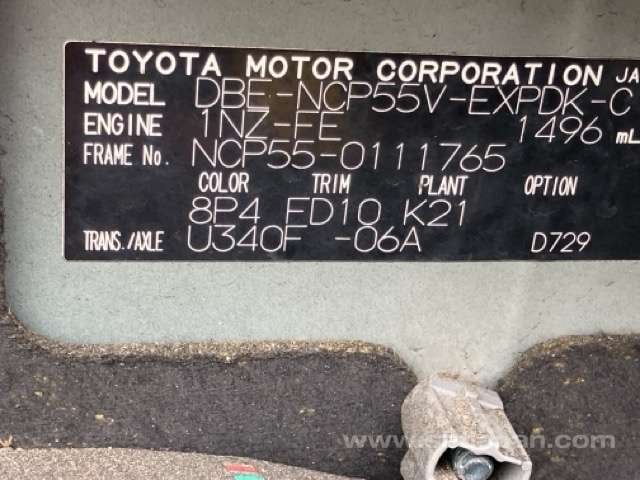 TOYOTA MOTOR CORPORATION JA
MODEL DBE-NCP55V-EXPDK-C
ENGINE 1NZ-FE 1496 mL
FRAME No. NCP55-0111765
COLOR TRIM PLANT OPTION
8P4 FD10 K21
TRANS./AXLE U340F -06A D729